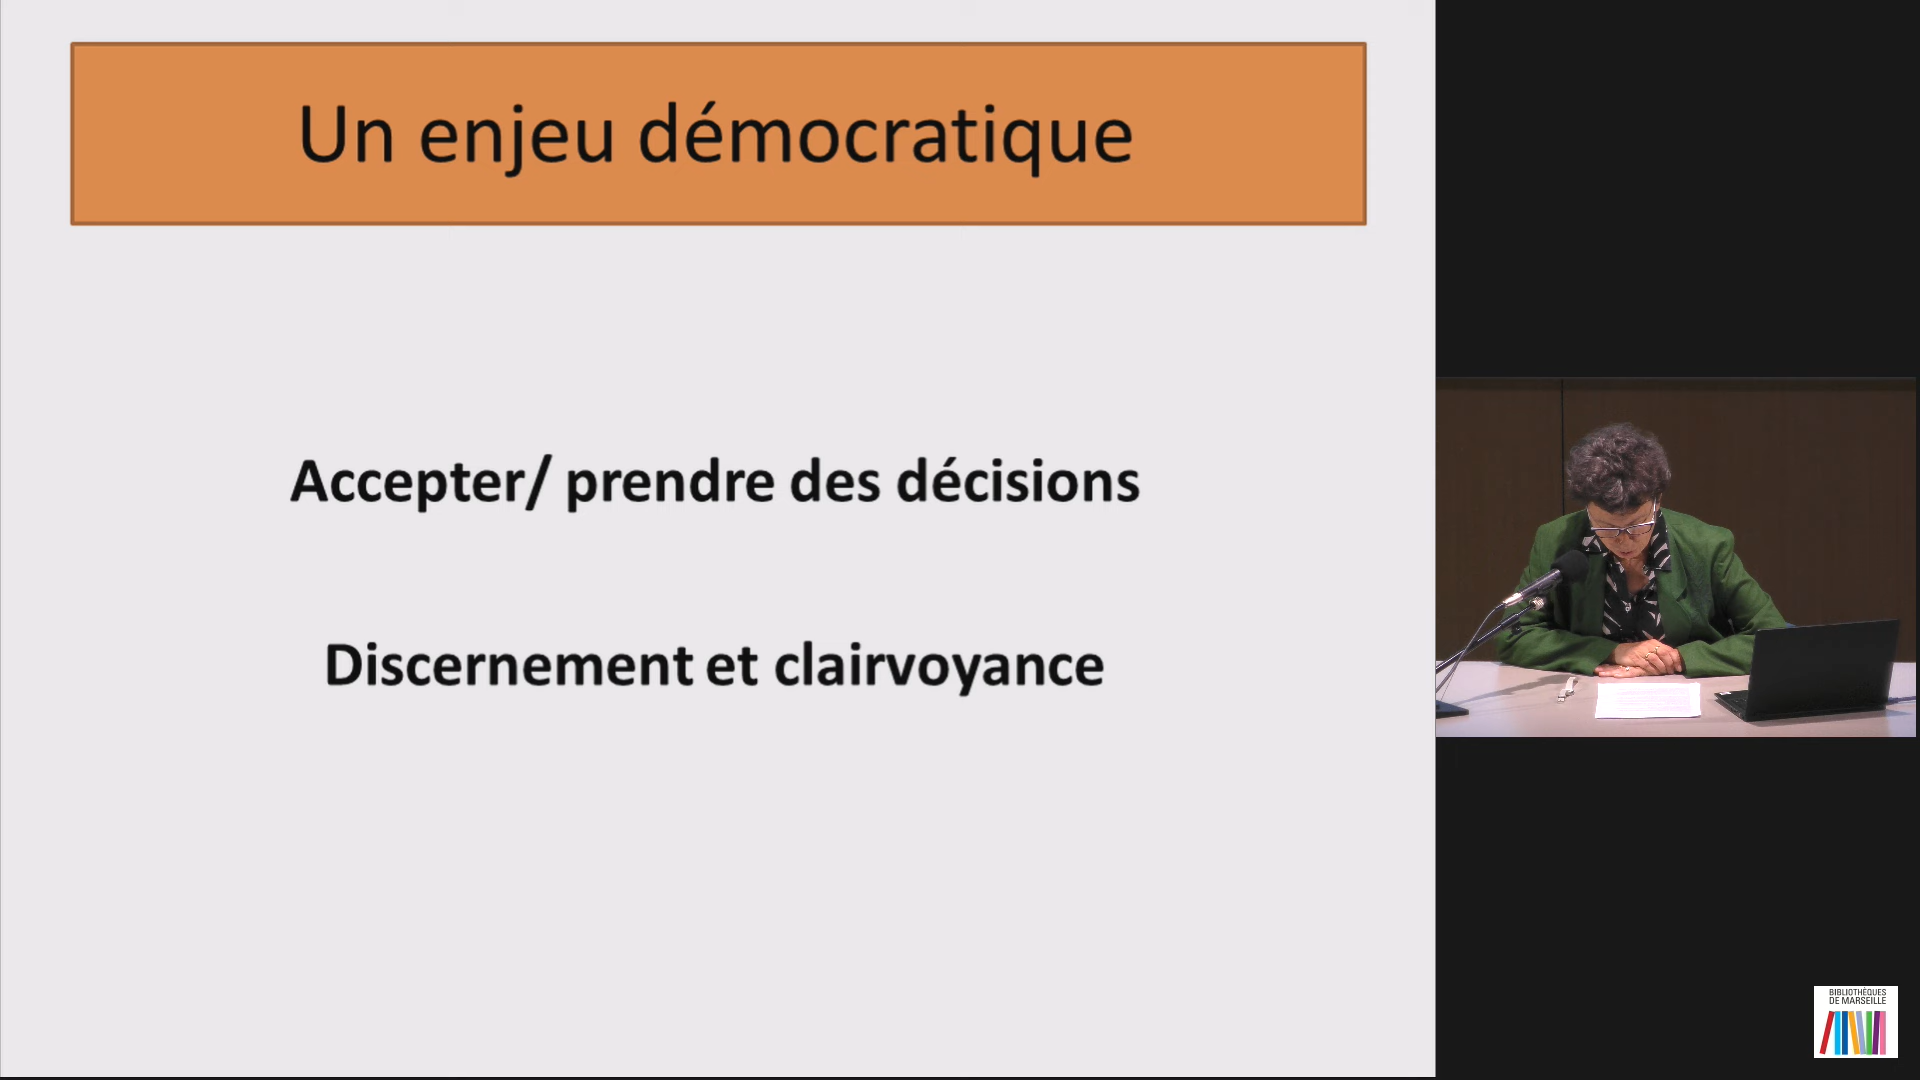 Un enjeu démocratique
Accepter/ prendre des décisions
Discernement et clairvoyance
BIBLIOTHÈQUES
DE MARSEILLE